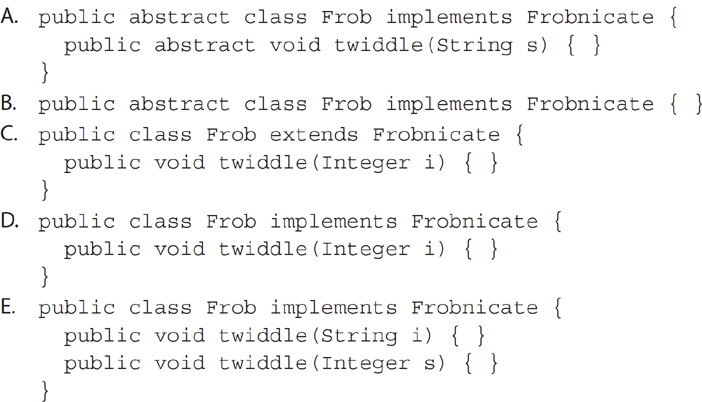 A. public abstract class Frob implements Frobnicate {
public abstract void twiddle(String s) { }
}
B. public abstract class Frob implements Frobnicate { }
C. public class Frob extends Frobnicate {
public void twiddle(Integer i) { }
}
D. public class Frob implements Frobnicate {
public void twiddle(Integer i) { }
}
E. public class Frob implements Frobnicate {
public void twiddle(String i) { }
public void twiddle(Integer s) { }
}